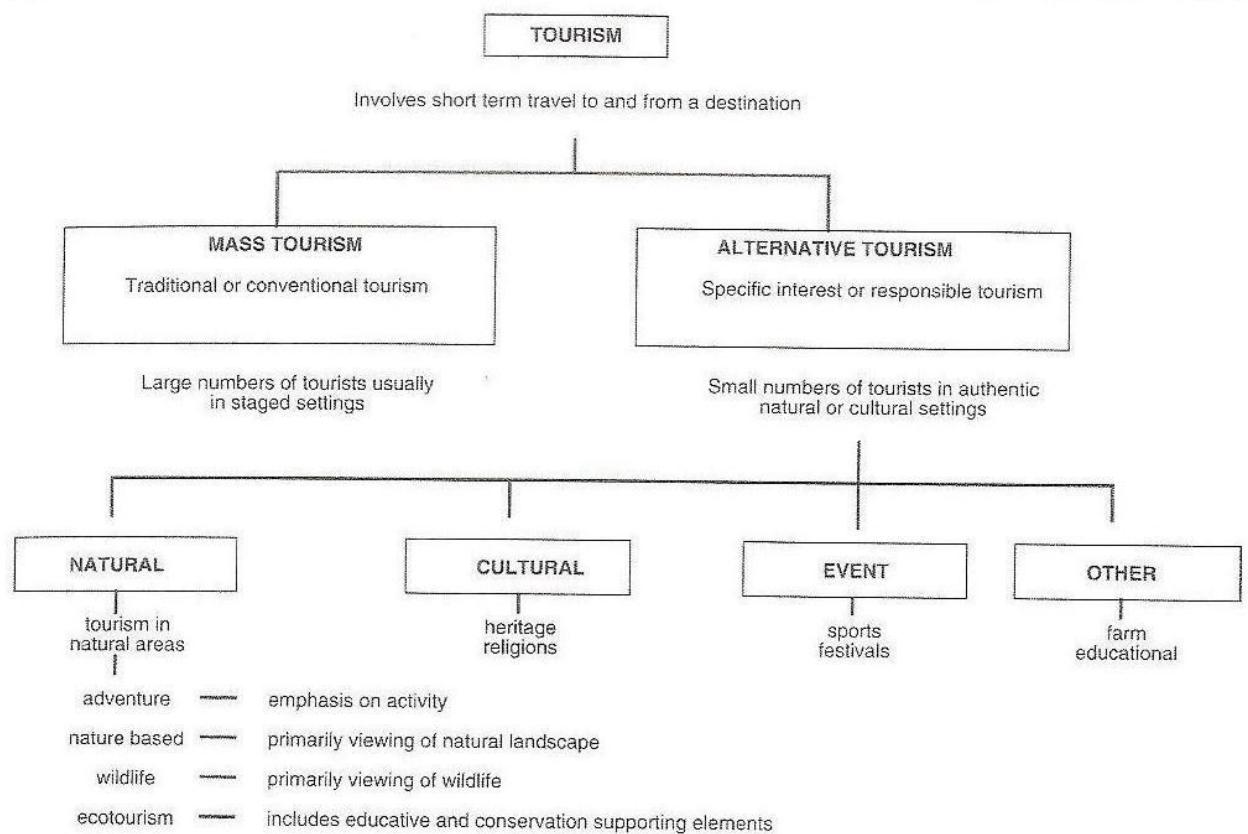 TOURISM
Involves short term travel to and from a destination
MASS TOURISM
Traditional or conventional tourism
ALTERNATIVE TOURISM
Specific interest or responsible tourism
Large numbers of tourists usually
in staged settings
Small numbers of tourists in authentic
natural or cultural settings
NATURAL
CULTURAL
EVENT
OTHER
tourism in
natural areas
heritage
religions
sports
festivals
farm
educational
adventure — emphasis on activity
nature based — primarily viewing of natural landscape
wildlife — primarily viewing of wildlife
ecotourism — includes educative and conservation supporting elements